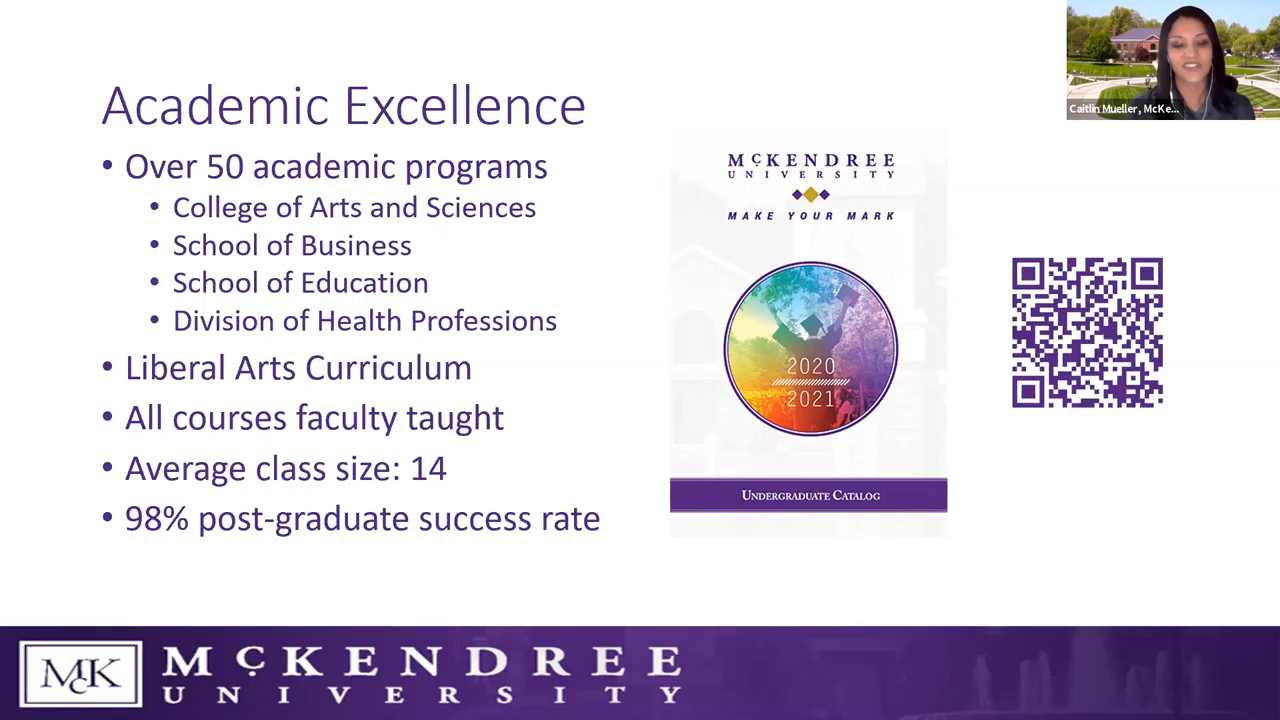 Academic Excellence
• Over 50 academic programs
• College of Arts and Sciences
• School of Business
• School of Education
• Division of Health Professions
• Liberal Arts Curriculum
• All courses faculty taught
• Average class size: 14
• 98% post-graduate success rate
McKENDREE
UNIVERSITY
MAKE YOUR MARK
2020
2021
UNDERGRADUATE CATALOG
Caitlin Mueller, McKe...
McK
McKENDREE
UNIVERSITY